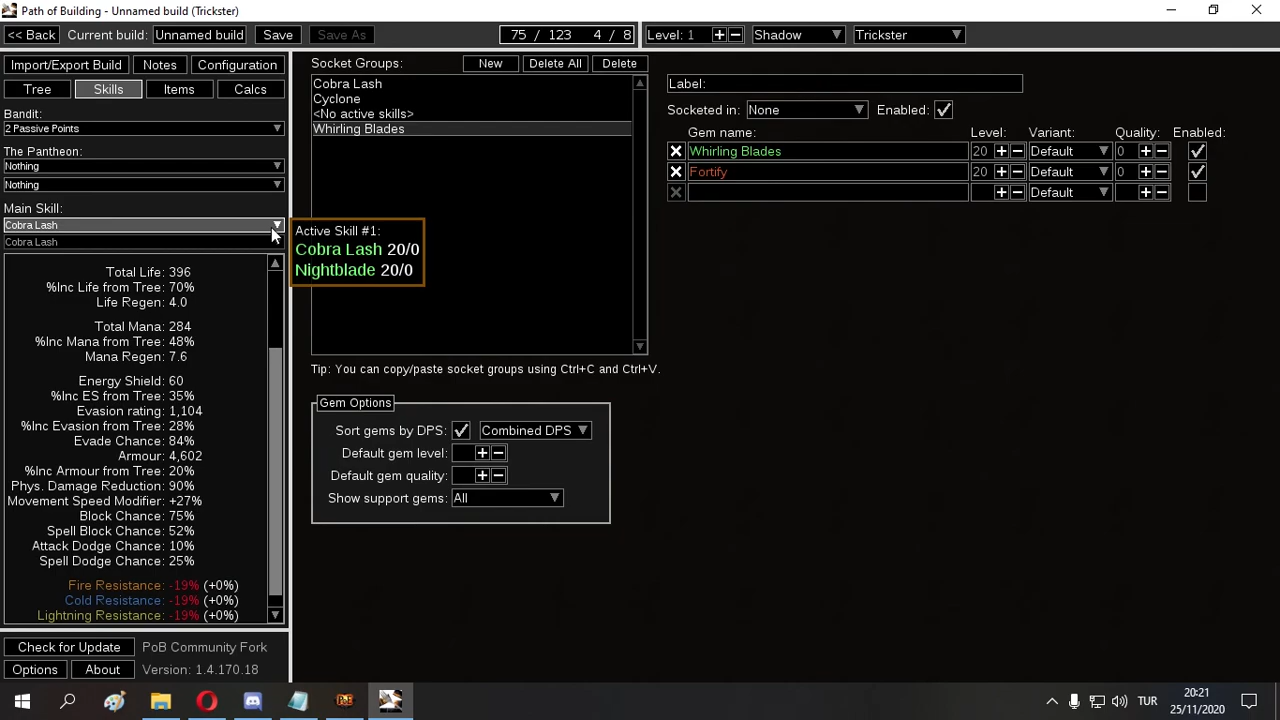 Path of Building - Unnamed build (Trickster)
<< Back Current build: Unnamed build Save Save As 75 / 123 4 / 8 Level: 1 Shadow Trickster
Import/Export Build Notes Configuration
Tree Skills Items Calcs
Bandit:
2 Passive Points
The Pantheon:
Nothing
Nothing
Main Skill:
Cobra Lash
Cobra Lash
Total Life: 396
%Inc Life from Tree: 70%
Life Regen: 4.0
Total Mana: 284
%Inc Mana from Tree: 48%
Mana Regen: 7.6
Energy Shield: 60
%Inc ES from Tree: 35%
Evasion rating: 1,104
%Inc Evasion from Tree: 28%
Evade Chance: 84%
Armour: 4,602
%Inc Armour from Tree: 20%
Phys. Damage Reduction: 90%
Movement Speed Modifier: +27%
Block Chance: 75%
Spell Block Chance: 52%
Attack Dodge Chance: 10%
Spell Dodge Chance: 25%
Fire Resistance: -19% (+0%)
Cold Resistance: -19% (+0%)
Lightning Resistance: -19% (+0%)
Check for Update PoB Community Fork
Options About Version: 1.4.170.18
Socket Groups: New Delete All Delete
Cobra Lash
Cyclone
<No active skills>
Whirling Blades
Active Skill #1:
Cobra Lash 20/0
Nightblade 20/0
Tip: You can copy/paste socket groups using Ctrl+C and Ctrl+V.
Gem Options
Sort gems by DPS: Combined DPS
Default gem level:
Default gem quality:
Show support gems: All
Label:
Socketed in: None Enabled:
Gem name: Level: Variant: Quality: Enabled:
Whirling Blades 20 Default 0
Fortify 20 Default 0
Default
TUR
20:21
25/11/2020